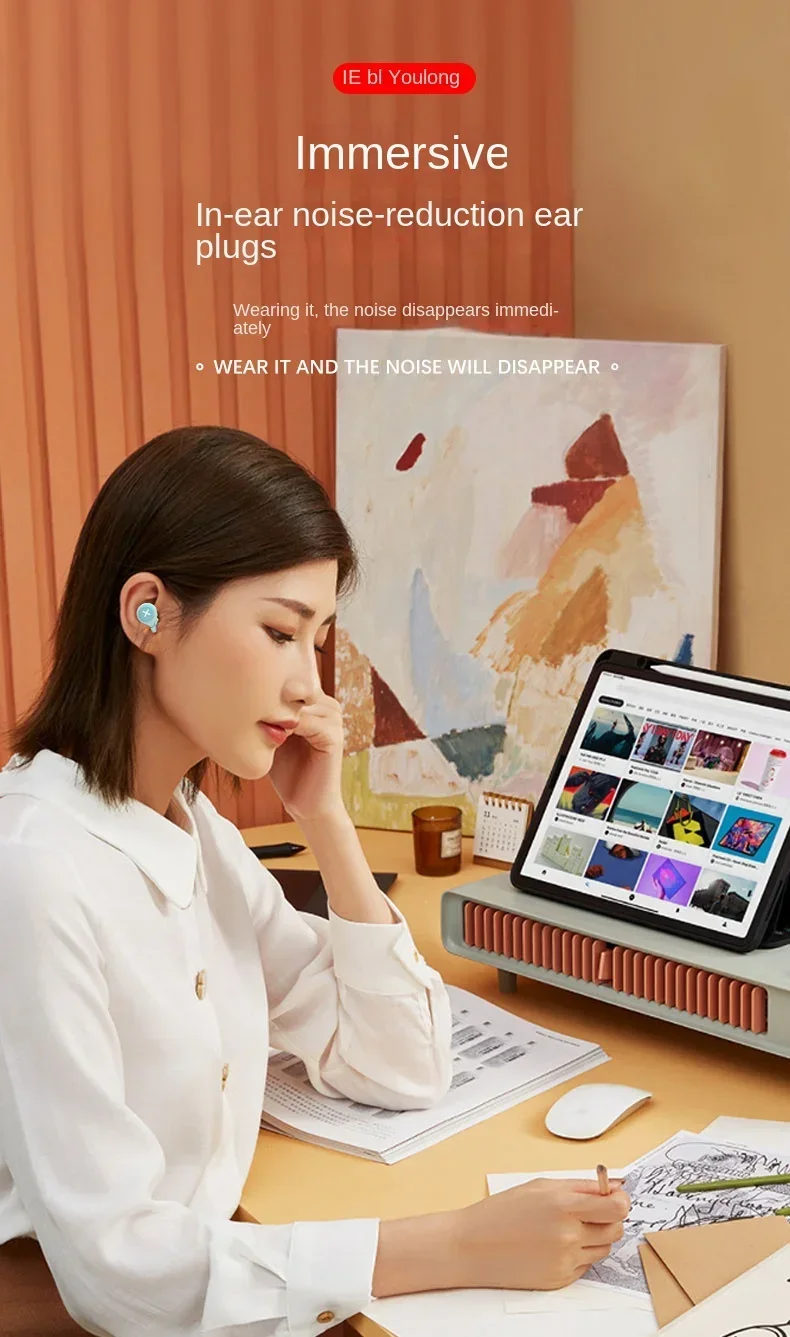 IE bf Youlong
Immersive
In-ear noise-reduction ear
plugs
Wearing it, the noise disappears immedi-
ately
WEAR IT AND THE NOISE WILL DISAPPEAR